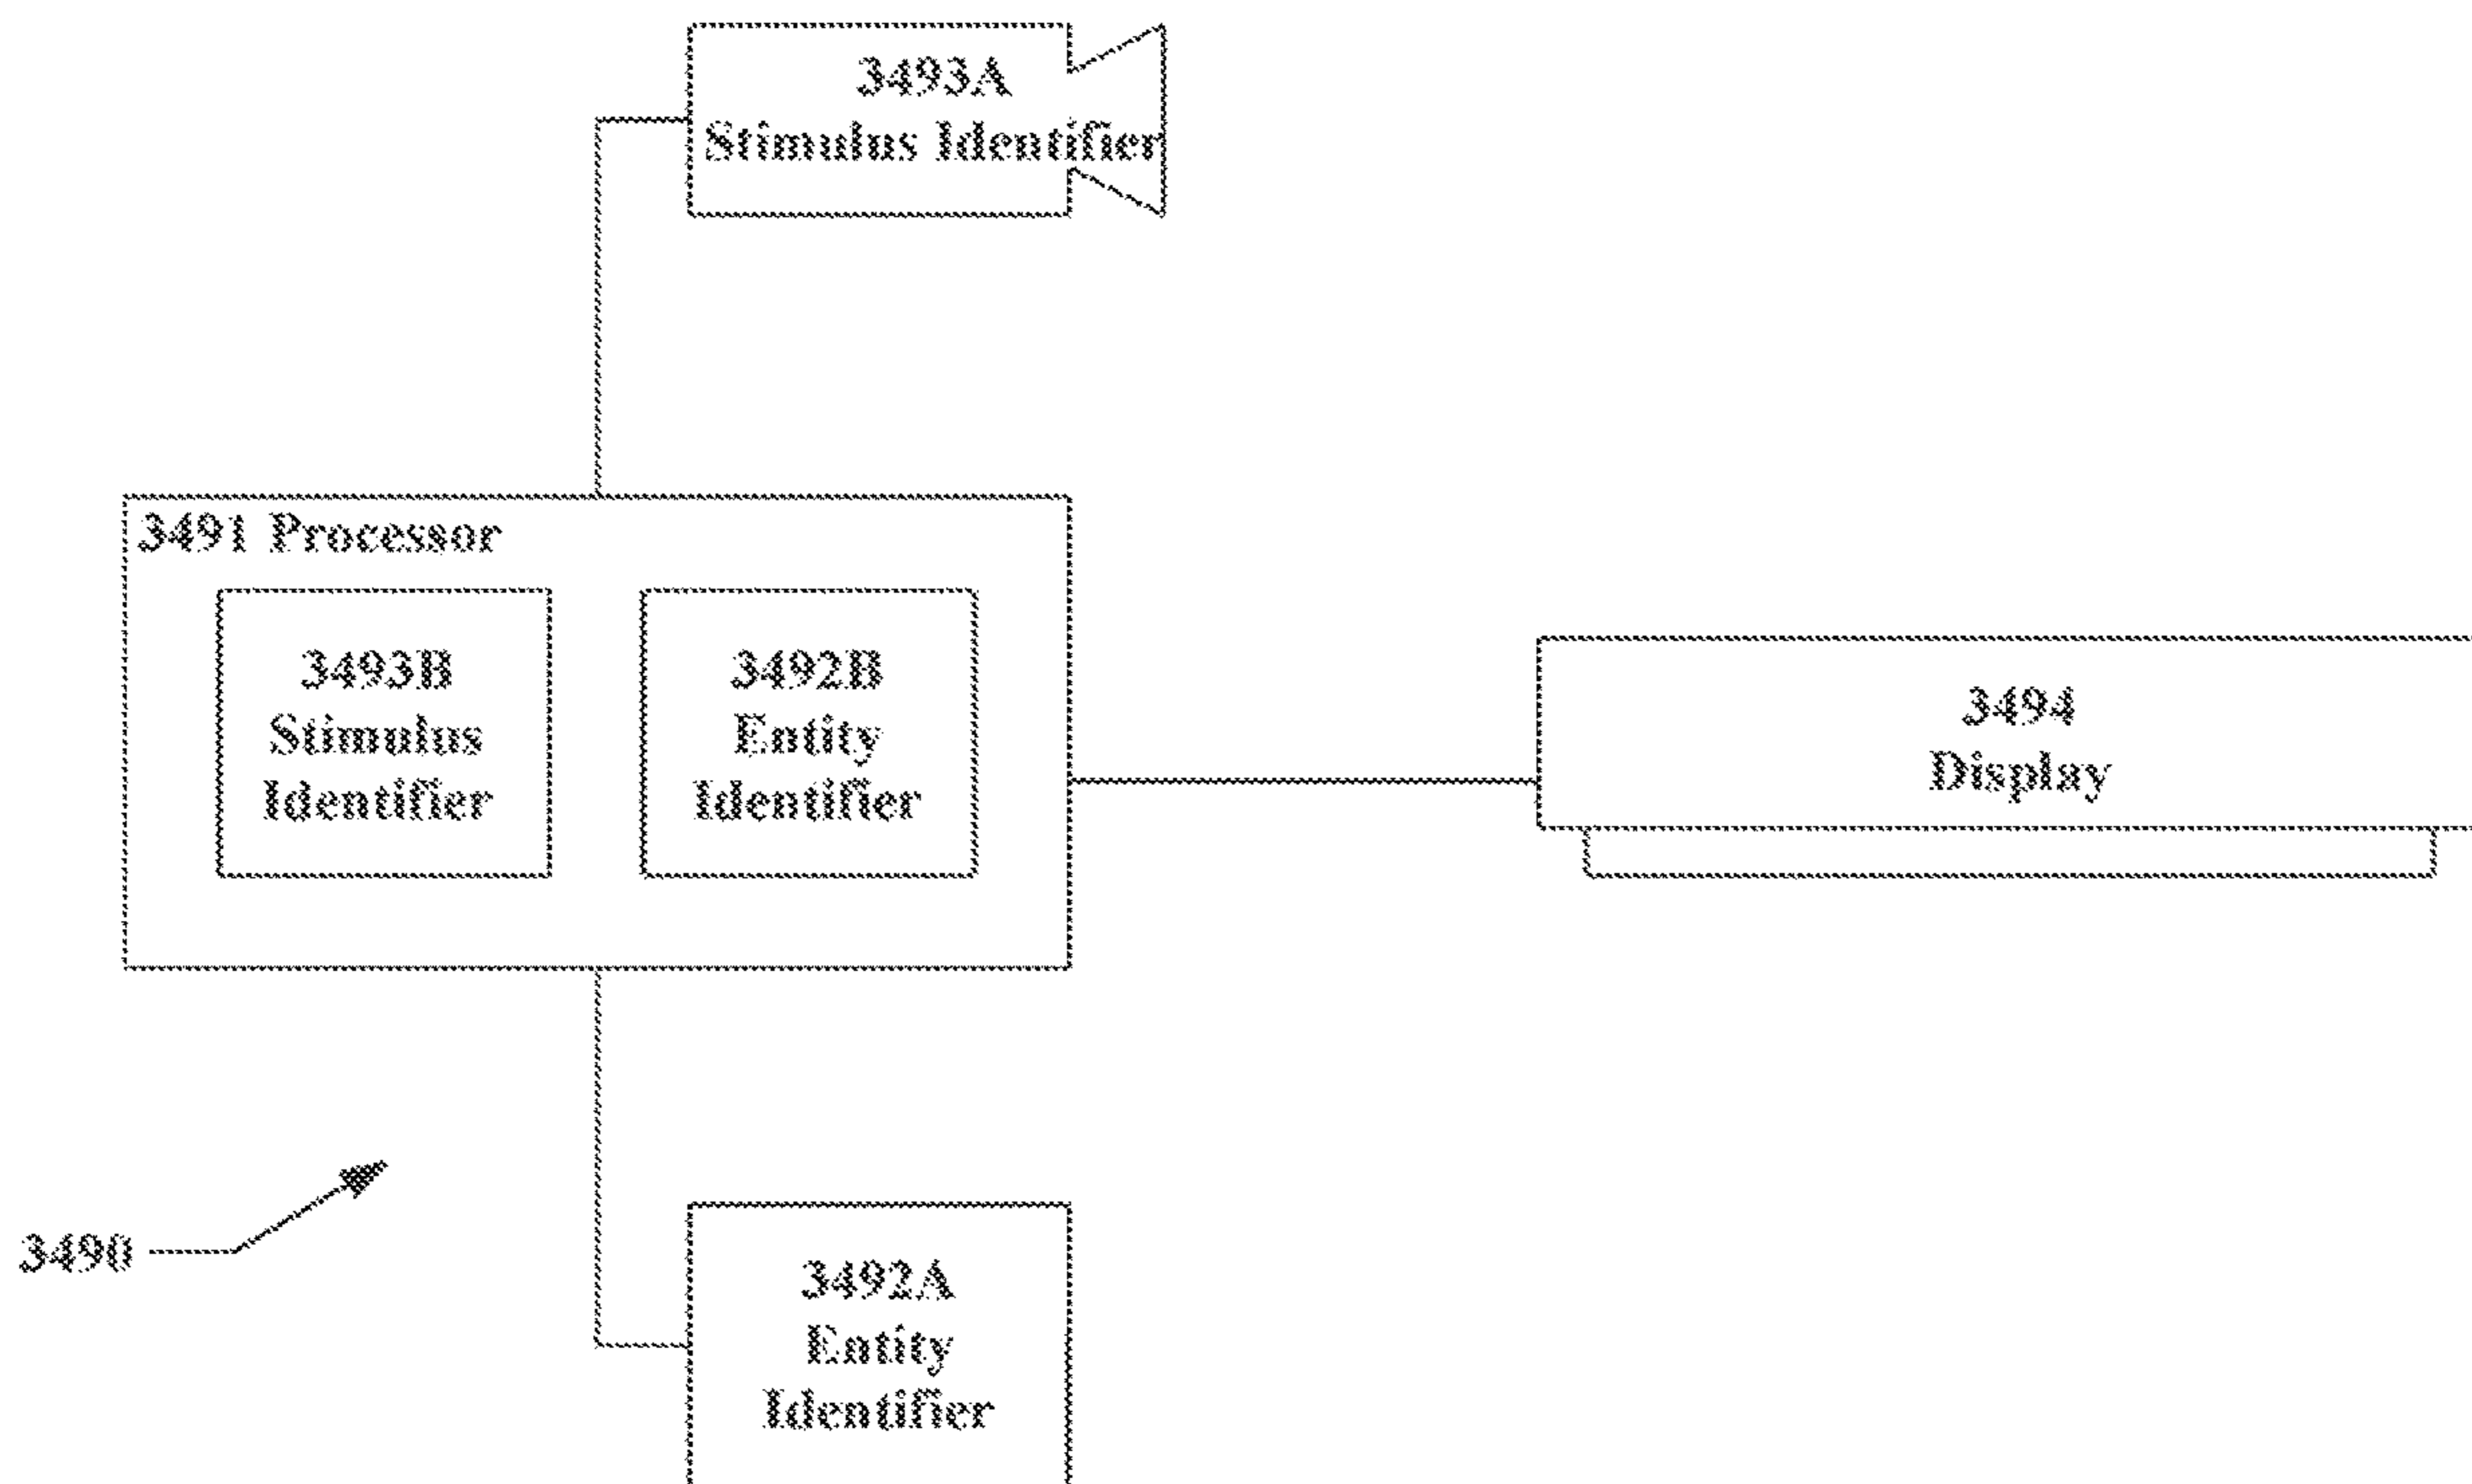 3493A
Stimulus Identifier
3491 Processor
3493B
Stimulus
Identifier
3492B
Entity
Identifier
3494
Display
3490
3492A
Entity
Identifier